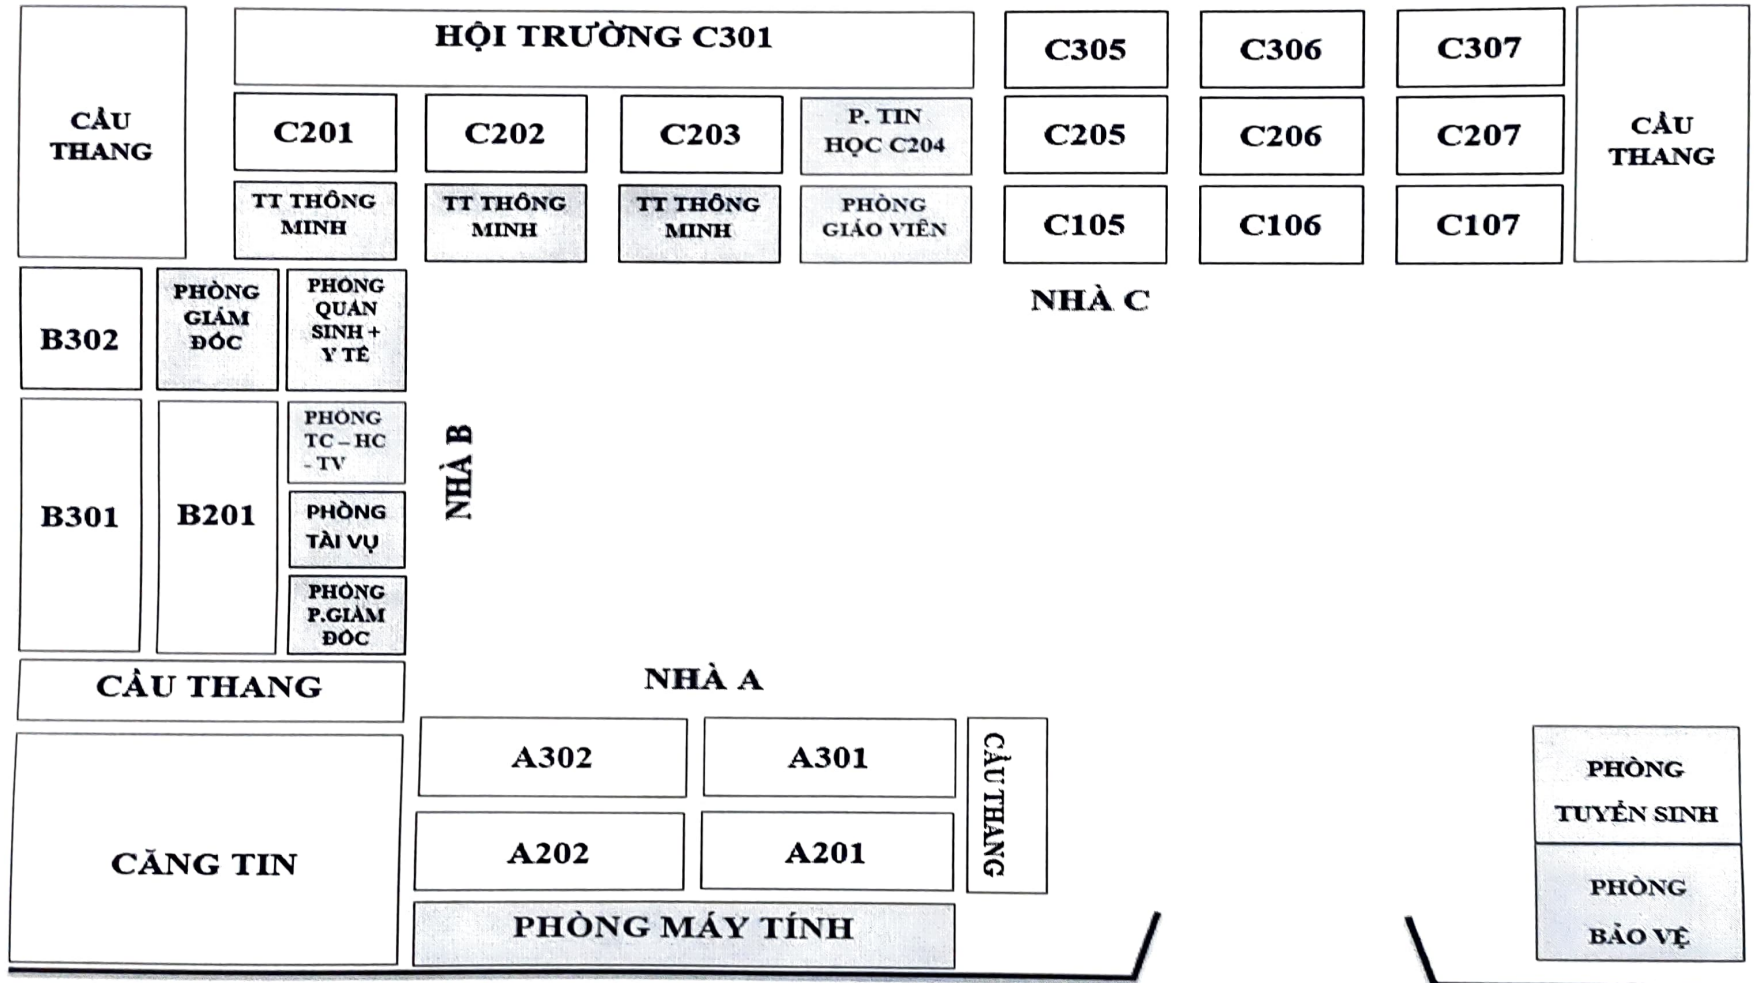 HỘI TRƯỜNG C301
C305
C306
C307
CẦU
THANG
C201
C202
C203
P. TIN
HỌC C204
C205
C206
C207
CẦU
THANG
TT THÔNG
MINH
TT THÔNG
MINH
TT THÔNG
MINH
PHÒNG
GIÁO VIÊN
C105
C106
C107
NHÀ C
B302
PHÒNG
GIÁM
ĐỐC
PHÒNG
QUẢN
SINH +
Y TẾ
B301
B201
PHÒNG
TC – HC
- TV
PHÒNG
TÀI VỤ
PHÒNG
P.GIÁM
ĐỐC
NHÀ B
CẦU THANG
NHÀ A
CĂNG TIN
A302
A301
CẦU THANG
A202
A201
PHÒNG MÁY TÍNH
PHÒNG
TUYỂN SINH
PHÒNG
BẢO VỆ